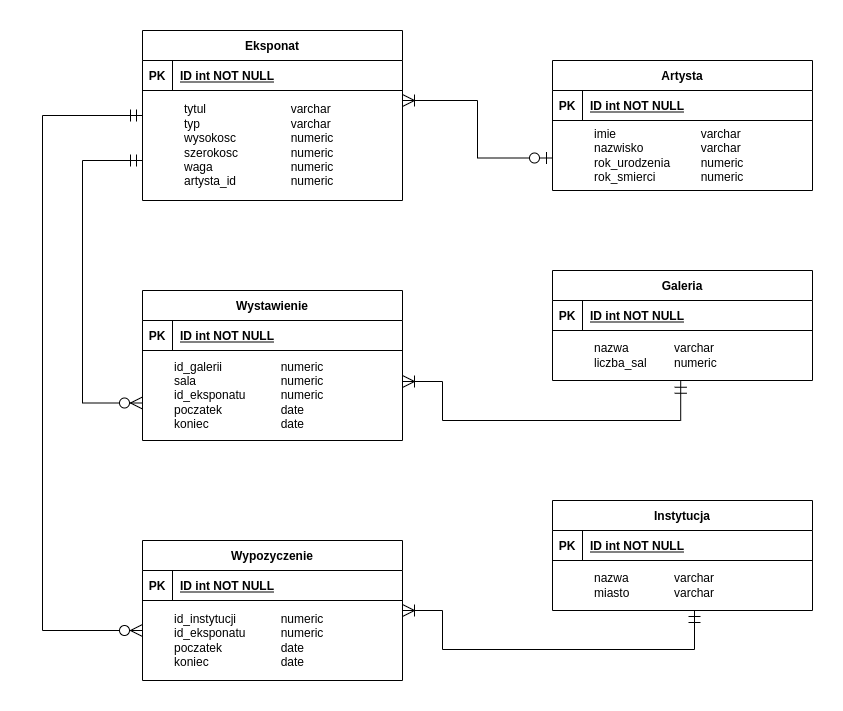 Eksponat
PK ID int NOT NULL
tytul varchar
typ varchar
wysokosc numeric
szerokosc numeric
waga numeric
artysta_id numeric
Artysta
PK ID int NOT NULL
imie varchar
nazwisko varchar
rok_urodzenia numeric
rok_smierci numeric
Wystawienie
PK ID int NOT NULL
id_galerii numeric
sala numeric
id_eksponatu numeric
poczatek date
koniec date
Galeria
PK ID int NOT NULL
nazwa varchar
liczba_sal numeric
Wypozyczenie
PK ID int NOT NULL
id_instytucji numeric
id_eksponatu numeric
poczatek date
koniec date
Instytucja
PK ID int NOT NULL
nazwa varchar
miasto varchar